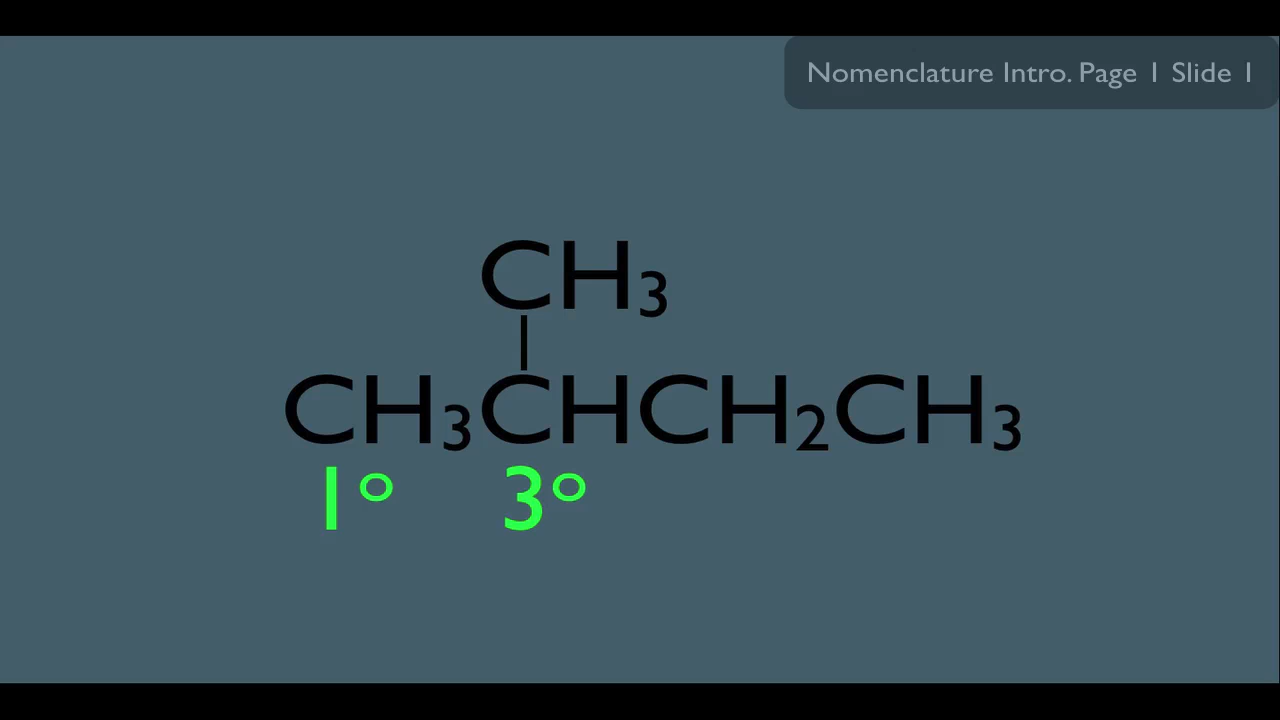 Nomenclature Intro. Page 1 Slide 1
CH₃
CH₃CHCH₂CH₃
1° 3°